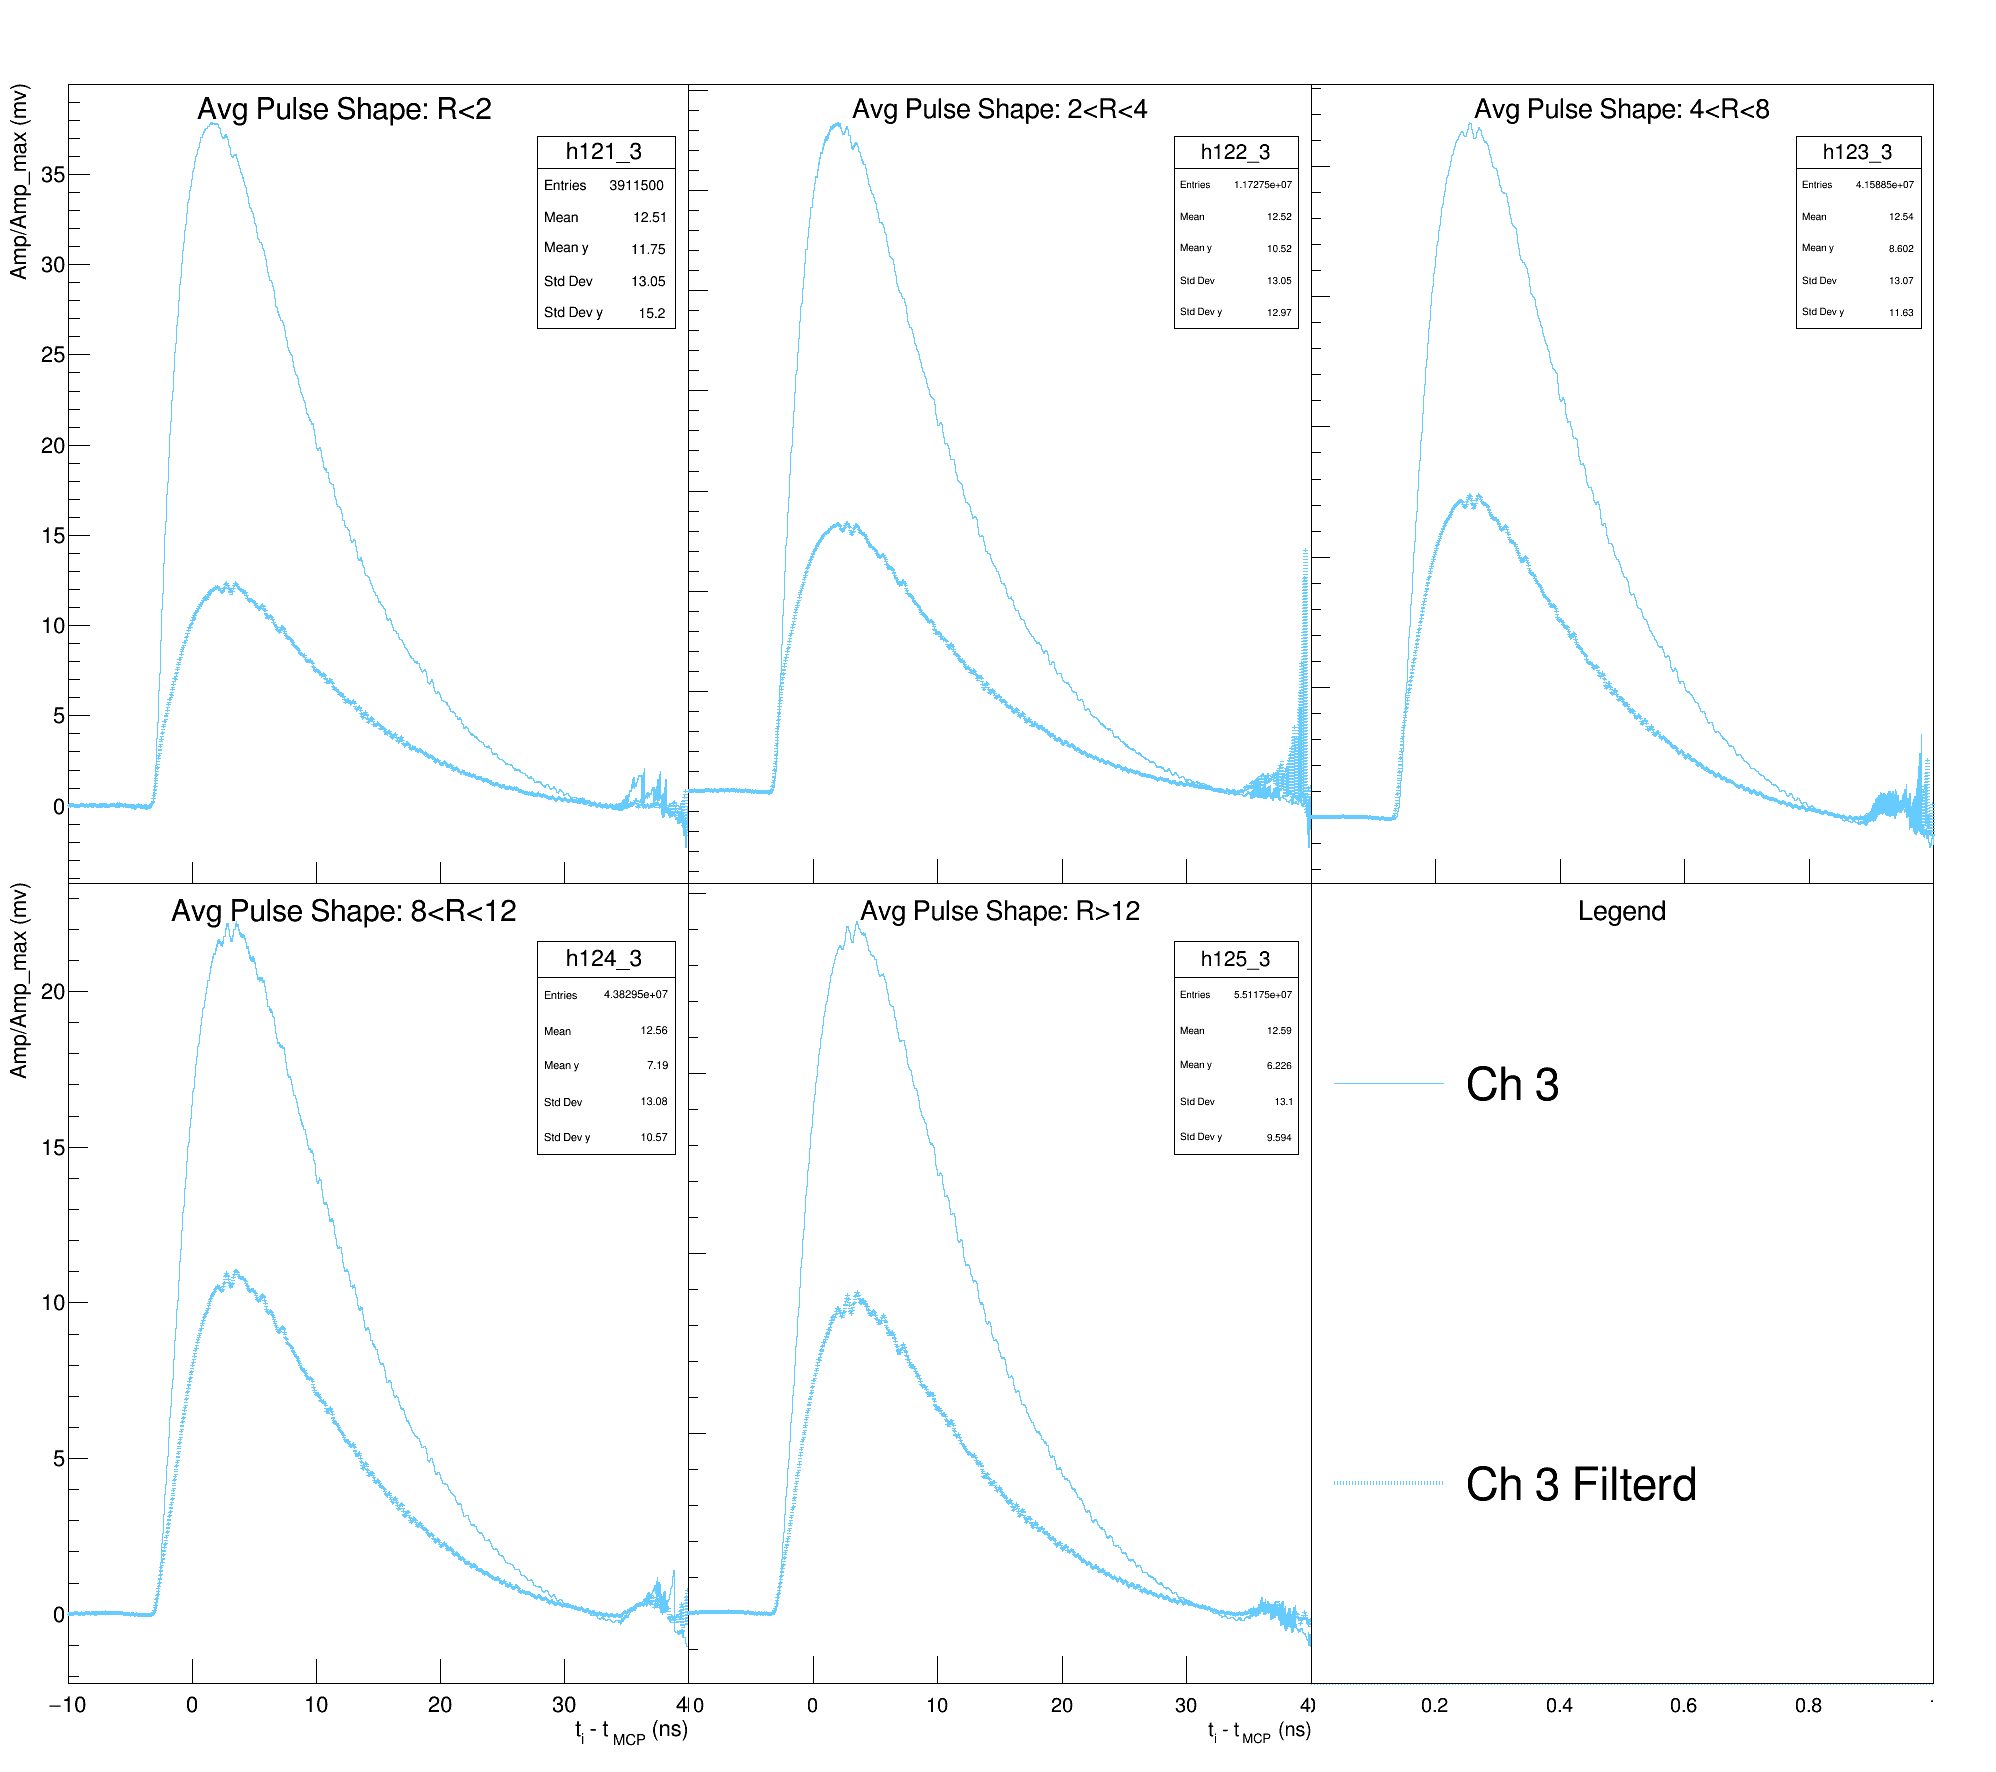 Avg Pulse Shape: R<2
Avg Pulse Shape: 2<R<4
Avg Pulse Shape: 4<R<8
Amp/Amp_max (mv)
35
30
25
20
15
10
5
0
h121_3
Entries 3911500
Mean 12.51
Mean y 11.75
Std Dev 13.05
Std Dev y 15.2
h122_3
Entries 1.17275e+07
Mean 12.52
Mean y 10.52
Std Dev 13.05
Std Dev y 12.97
h123_3
Entries 4.15885e+07
Mean 12.54
Mean y 8.602
Std Dev 13.07
Std Dev y 11.63
Avg Pulse Shape: 8<R<12
Avg Pulse Shape: R>12
Legend
Amp/Amp_max (mv)
20
15
10
5
0
h124_3
Entries 4.38295e+07
Mean 12.56
Mean y 7.19
Std Dev 13.08
Std Dev y 10.57
h125_3
Entries 5.51175e+07
Mean 12.59
Mean y 6.226
Std Dev 13.1
Std Dev y 9.594
Ch 3
Ch 3 Filterd
−10 0 10 20 30
0 10 20 30
0.2 0.4 0.6 0.8
t i - t MCP (ns)
t i - t MCP (ns)